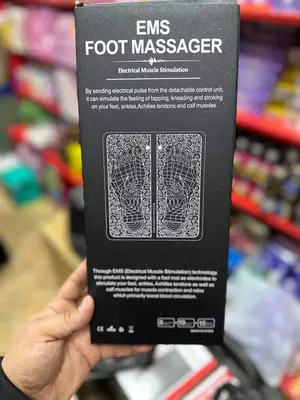 EMS
FOOT MASSAGER
Electrical Muscle Stimulation
By sending electrical pulse from the detachable control unit,
it can simulate the feeling of tapping, kneading and stroking
on your feet, ankles,Achilles tendons and calf muscles.
Through EMS (Electrical Muscle Stimulation) technology,
this product is designed with a foot mat as electrodes to
stimulate your feet, ankles, Achilles tendons as well as
calf muscles for muscle contraction and relax
which primarily boost blood circulation.
8 19 15